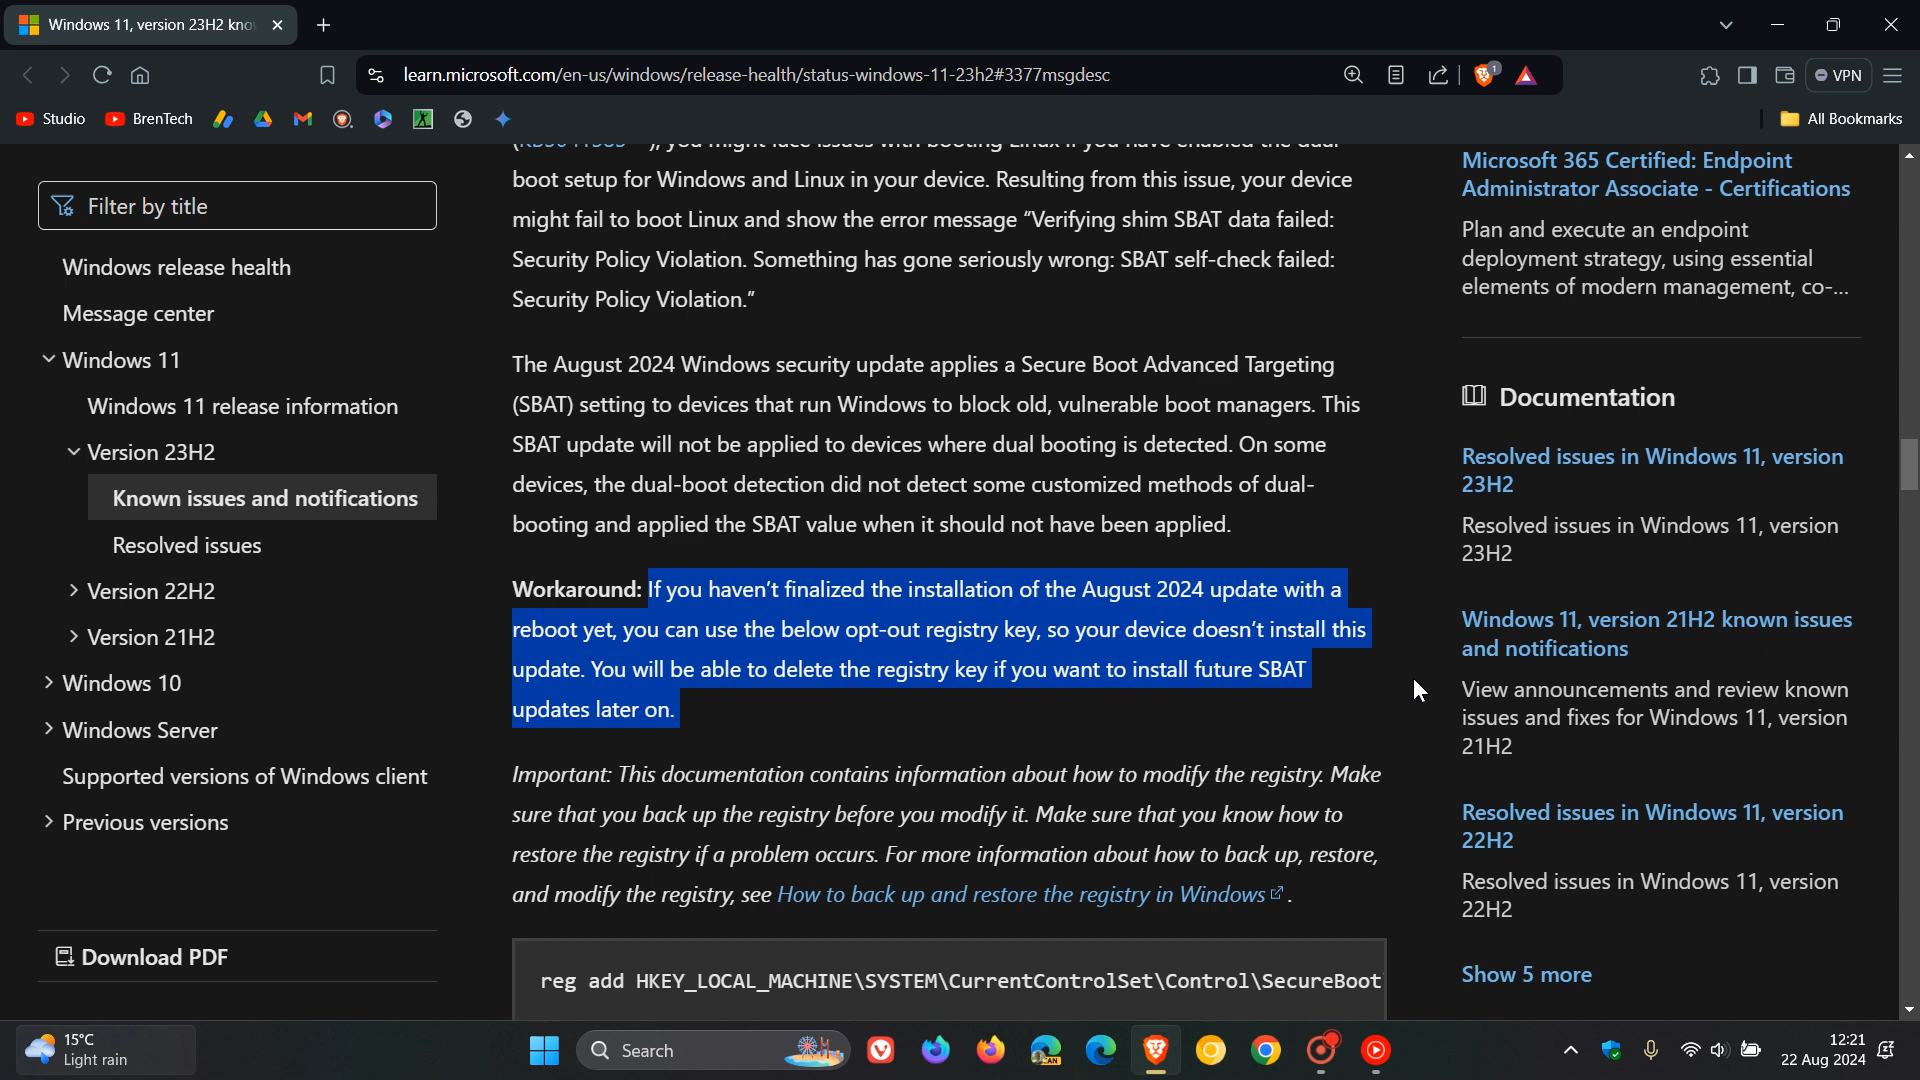 Windows 11, version 23H2 kno
learn.microsoft.com/en-us/windows/release-health/status-windows-11-23h2#3377msgdesc
1
VPN
Studio
BrenTech
All Bookmarks
Filter by title
Windows release health
Message center
Windows 11
Windows 11 release information
Version 23H2
Known issues and notifications
Resolved issues
Version 22H2
Version 21H2
Windows 10
Windows Server
Supported versions of Windows client
Previous versions
Download PDF
you might face issues with booting Linux if you have enabled the dual-
boot setup for Windows and Linux in your device. Resulting from this issue, your device
might fail to boot Linux and show the error message “Verifying shim SBAT data failed:
Security Policy Violation. Something has gone seriously wrong: SBAT self-check failed:
Security Policy Violation.”
The August 2024 Windows security update applies a Secure Boot Advanced Targeting
(SBAT) setting to devices that run Windows to block old, vulnerable boot managers. This
SBAT update will not be applied to devices where dual booting is detected. On some
devices, the dual-boot detection did not detect some customized methods of dual-
booting and applied the SBAT value when it should not have been applied.
Workaround: If you haven’t finalized the installation of the August 2024 update with a
reboot yet, you can use the below opt-out registry key, so your device doesn’t install this
update. You will be able to delete the registry key if you want to install future SBAT
updates later on.
Important: This documentation contains information about how to modify the registry. Make
sure that you back up the registry before you modify it. Make sure that you know how to
restore the registry if a problem occurs. For more information about how to back up, restore,
and modify the registry, see How to back up and restore the registry in Windows.
reg add HKEY_LOCAL_MACHINE\SYSTEM\CurrentControlSet\Control\SecureBoot
Microsoft 365 Certified: Endpoint
Administrator Associate - Certifications
Plan and execute an endpoint
deployment strategy, using essential
elements of modern management, co-...
Documentation
Resolved issues in Windows 11, version
23H2
Resolved issues in Windows 11, version
23H2
Windows 11, version 21H2 known issues
and notifications
View announcements and review known
issues and fixes for Windows 11, version
21H2
Resolved issues in Windows 11, version
22H2
Resolved issues in Windows 11, version
22H2
Show 5 more
15°C
Light rain
Search
CAN
12:21
22 Aug 2024